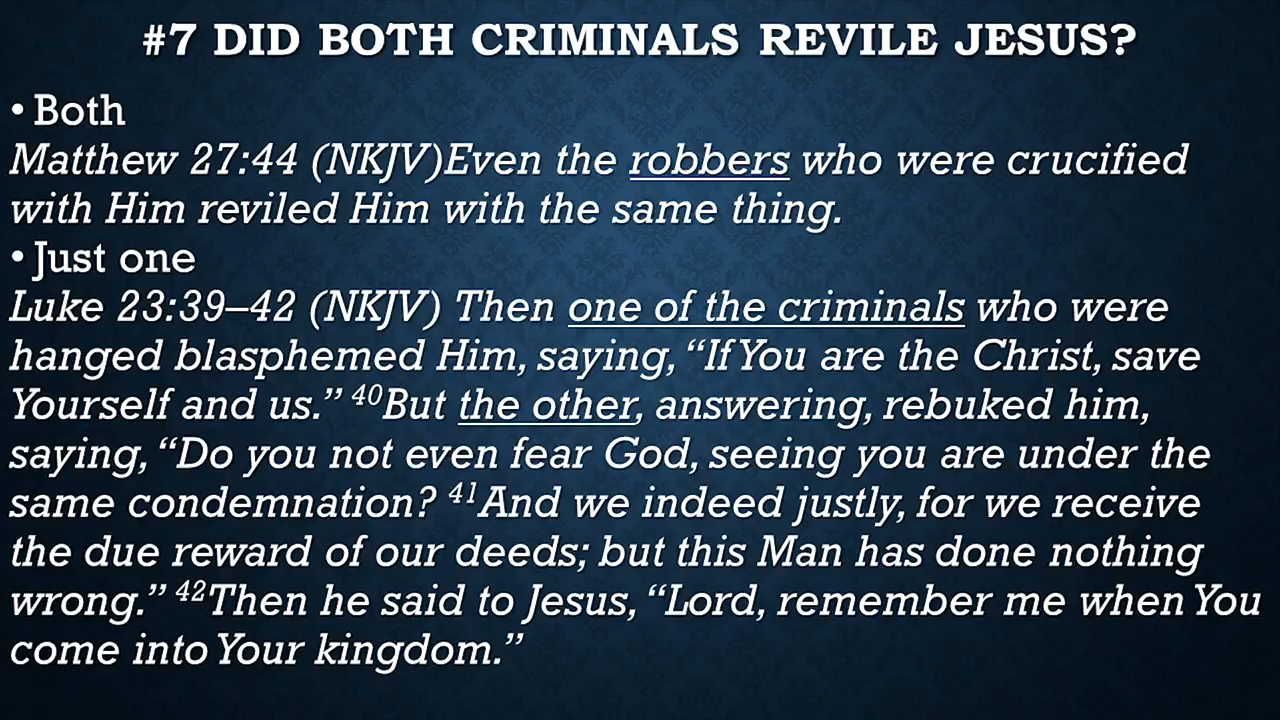 #7 DID BOTH CRIMINALS REVILE JESUS?
• Both
Matthew 27:44 (NKJV)Even the robbers who were crucified
with Him reviled Him with the same thing.
• Just one
Luke 23:39–42 (NKJV) Then one of the criminals who were
hanged blasphemed Him, saying, “If You are the Christ, save
Yourself and us.” ⁴⁰But the other, answering, rebuked him,
saying, “Do you not even fear God, seeing you are under the
same condemnation? ⁴¹And we indeed justly, for we receive
the due reward of our deeds; but this Man has done nothing
wrong.” ⁴²Then he said to Jesus, “Lord, remember me when You
come into Your kingdom.”